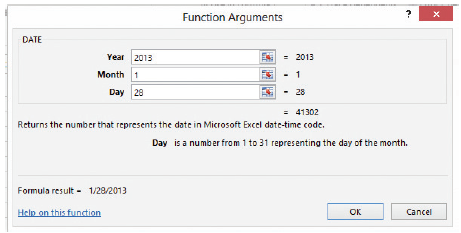 Function Arguments
?
DATE
Year 2013 = 2013
Month 1 = 1
Day 28 = 28
= 41302
Returns the number that represents the date in Microsoft Excel date-time code.
Day is a number from 1 to 31 representing the day of the month.
Formula result = 1/28/2013
Help on this function
OK Cancel